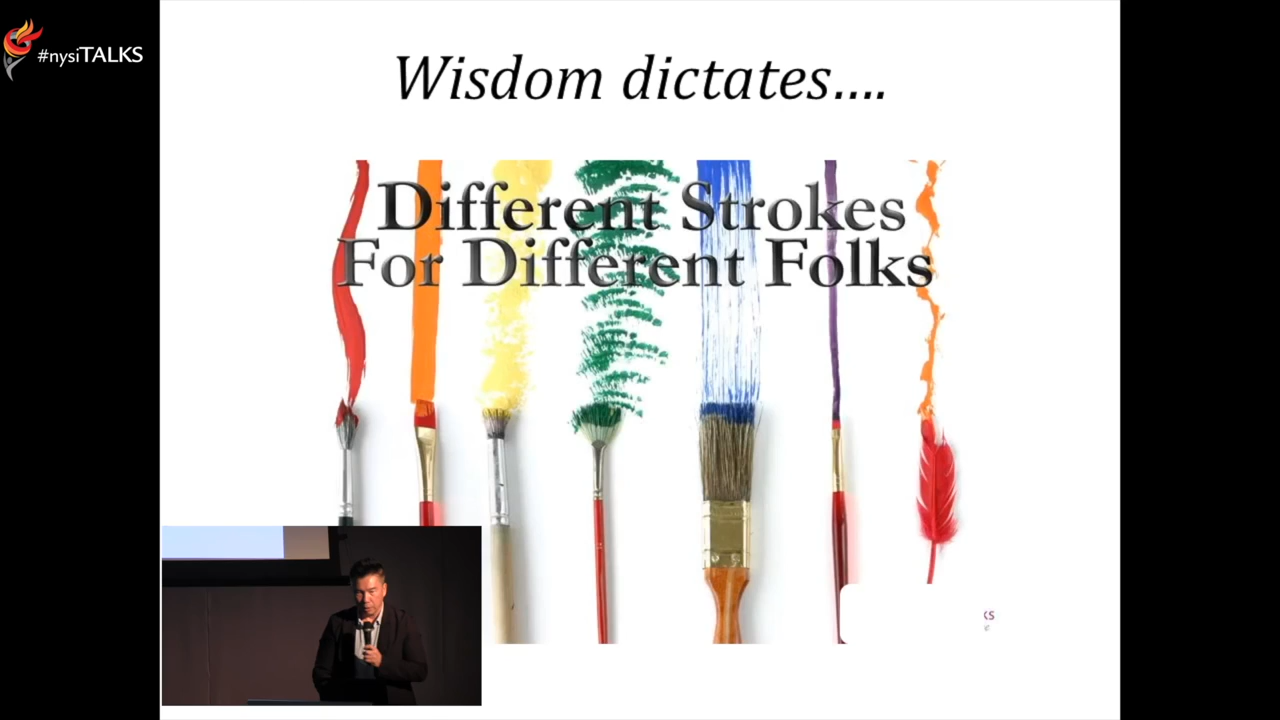 #nysiTALKS
Wisdom dictates....
Different Strokes
For Different Folks